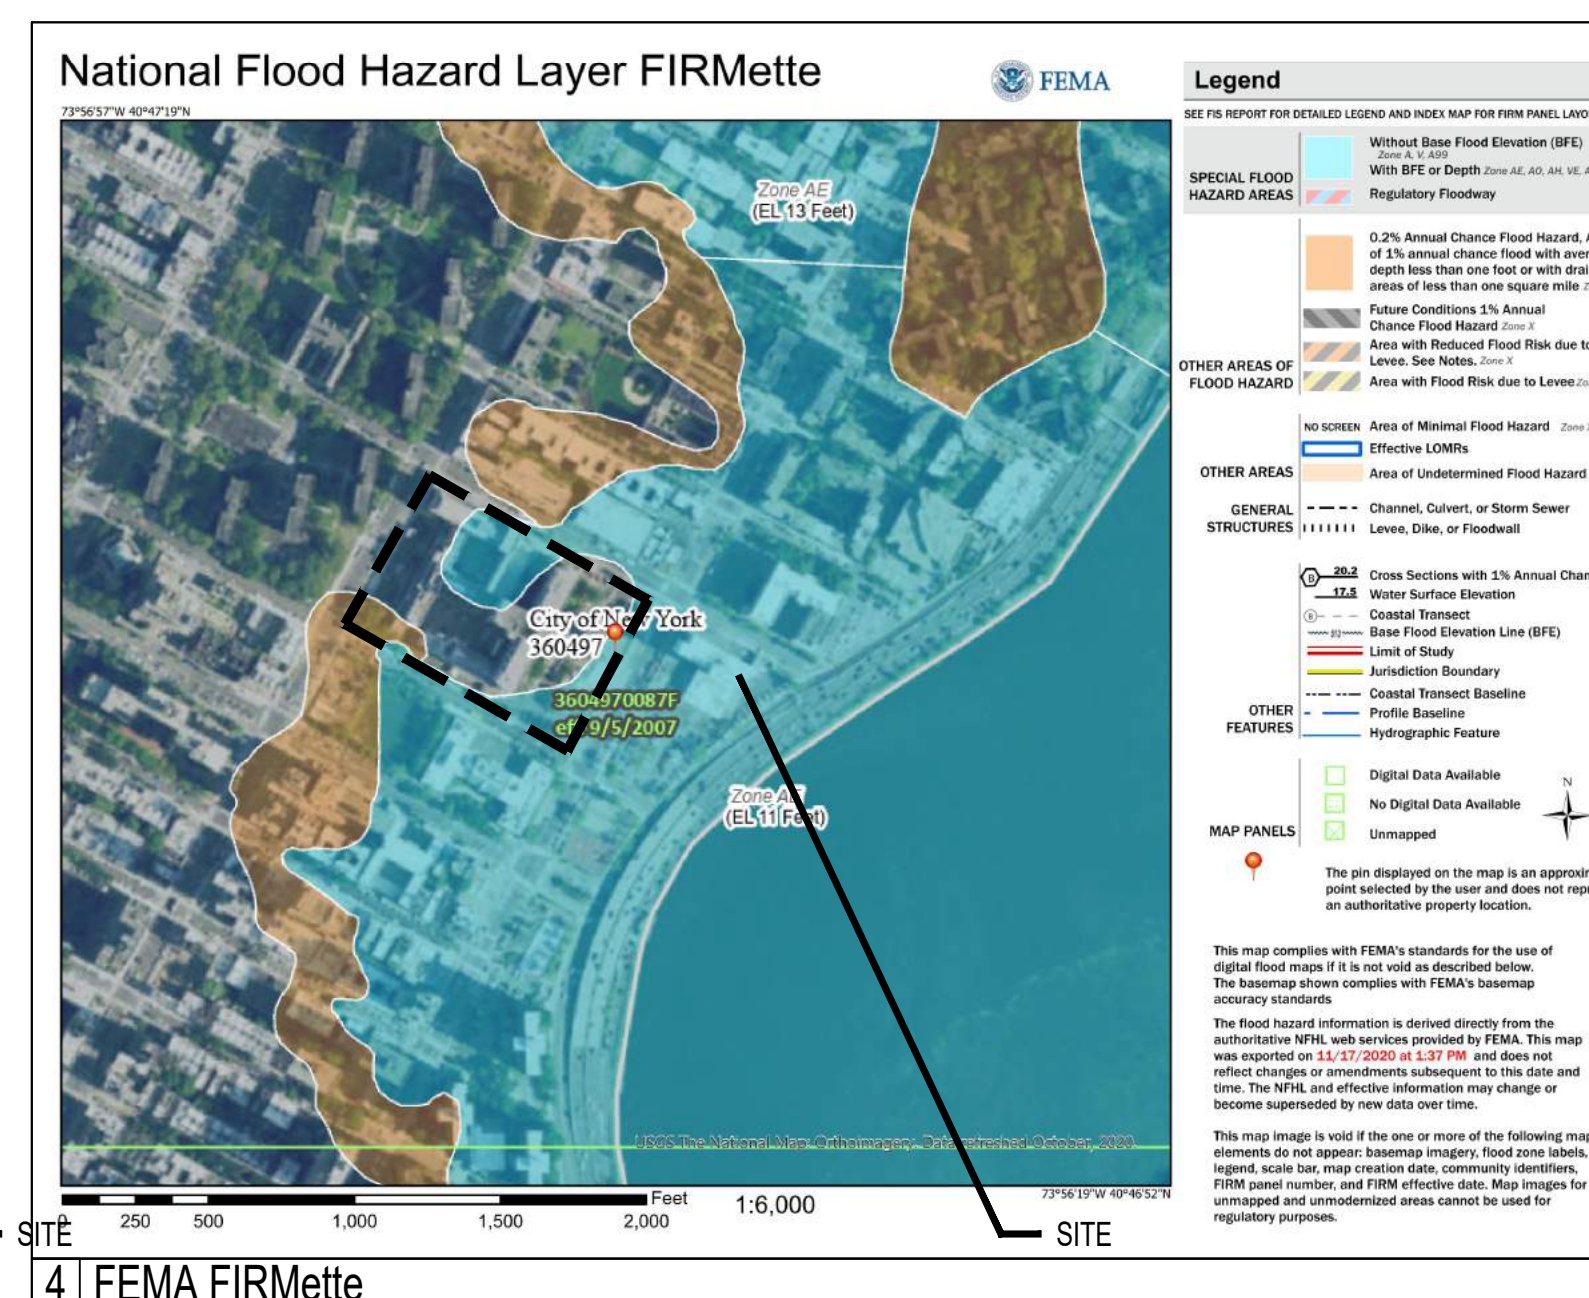 National Flood Hazard Layer FIRMette
FEMA
73°56'57"W 40°47'19"N
Zone AE
(EL 13 Feet)
City of New York
360497
3604970087F
eff. 9/5/2007
Zone AE
(EL 11 Feet)
USGS The National Map: Orthoimagery. Data refreshed October, 2020.
Feet
0 250 500 1,000 1,500 2,000
1:6,000
73°56'19"W 40°46'52"N
SITE
SITE
4 FEMA FIRMette
Legend
SEE FIS REPORT FOR DETAILED LEGEND AND INDEX MAP FOR FIRM PANEL LAYO
SPECIAL FLOOD
HAZARD AREAS
Without Base Flood Elevation (BFE)
Zone A, V, A99
With BFE or Depth Zone AE, AO, AH, VE, A
Regulatory Floodway
OTHER AREAS OF
FLOOD HAZARD
0.2% Annual Chance Flood Hazard, A
of 1% annual chance flood with aver
depth less than one foot or with drai
areas of less than one square mile Z
Future Conditions 1% Annual
Chance Flood Hazard Zone X
Area with Reduced Flood Risk due to
Levee. See Notes. Zone X
Area with Flood Risk due to Levee Zo
OTHER AREAS
NO SCREEN Area of Minimal Flood Hazard Zone
Effective LOMRs
Area of Undetermined Flood Hazard
GENERAL
STRUCTURES
Channel, Culvert, or Storm Sewer
Levee, Dike, or Floodwall
OTHER
FEATURES
B 20.2 Cross Sections with 1% Annual Chan
17.5 Water Surface Elevation
B Coastal Transect
513 Base Flood Elevation Line (BFE)
Limit of Study
Jurisdiction Boundary
Coastal Transect Baseline
Profile Baseline
Hydrographic Feature
MAP PANELS
Digital Data Available
No Digital Data Available
Unmapped
N
The pin displayed on the map is an approxi
point selected by the user and does not repr
an authoritative property location.
This map complies with FEMA's standards for the use of
digital flood maps if it is not void as described below.
The basemap shown complies with FEMA's basemap
accuracy standards
The flood hazard information is derived directly from the
authoritative NFHL web services provided by FEMA. This map
was exported on 11/17/2020 at 1:37 PM and does not
reflect changes or amendments subsequent to this date and
time. The NFHL and effective information may change or
become superseded by new data over time.
This map image is void if the one or more of the following map
elements do not appear: basemap imagery, flood zone labels,
legend, scale bar, map creation date, community identifiers,
FIRM panel number, and FIRM effective date. Map images for
unmapped and unmodernized areas cannot be used for
regulatory purposes.